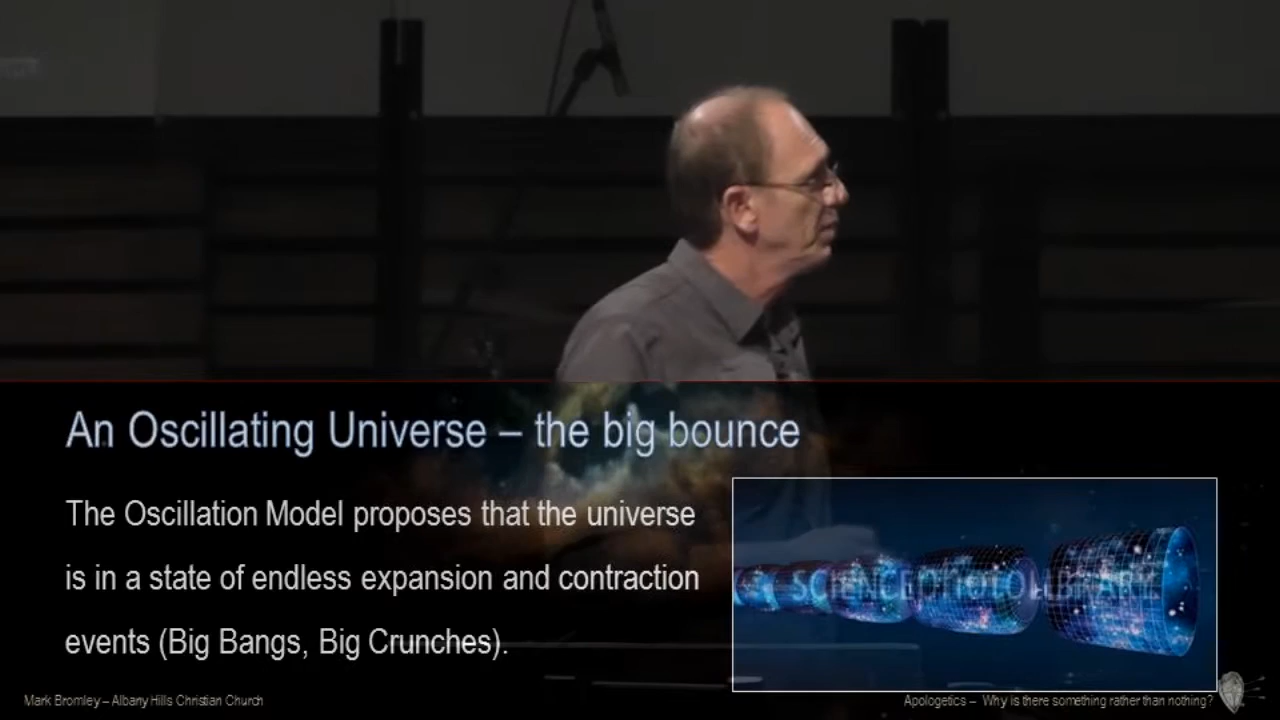 An Oscillating Universe – the big bounce
The Oscillation Model proposes that the universe
is in a state of endless expansion and contraction
events (Big Bangs, Big Crunches).
SCIENCEPHOTOLIBRARY
Mark Bromley – Albany Hills Christian Church
Apologetics – Why is there something rather than nothing?